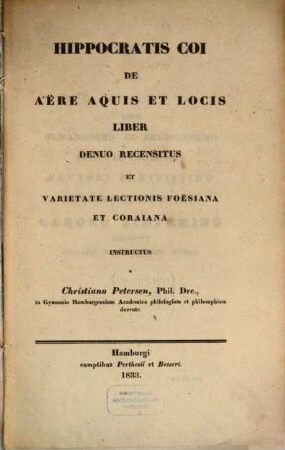 HIPPOCRATIS COI
DE
AËRE AQUIS ET LOCIS
LIBER
DENUO RECENSITUS
ET
VARIETATE LECTIONIS FOËSIANA
ET CORAIANA
INSTRUCTUS
a
Christiano Petersen, Phil. Dre.,
in Gymnasio Hamburgensium Academico philologiam et philosophiam
docente
Hamburgi
sumptibus Perthesii et Besseri.
1833.